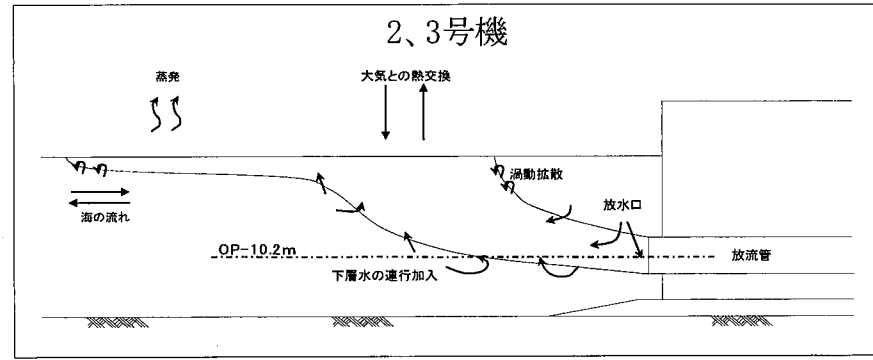 2、3号機
蒸発
大気との熱交換
渦動拡散
放水口
海の流れ
OP-10.2m
放流管
下層水の連行加入